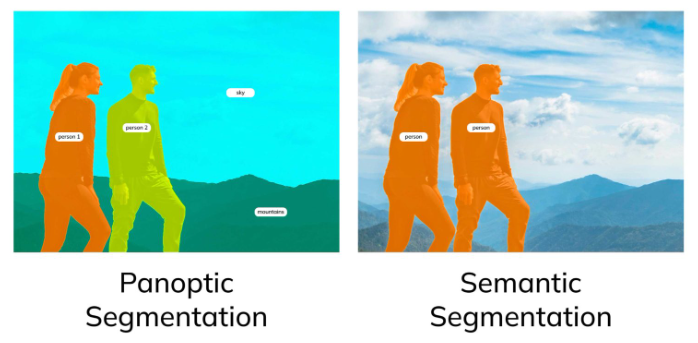 sky
person 1
person 2
mountains
person
person
Panoptic
Segmentation
Semantic
Segmentation